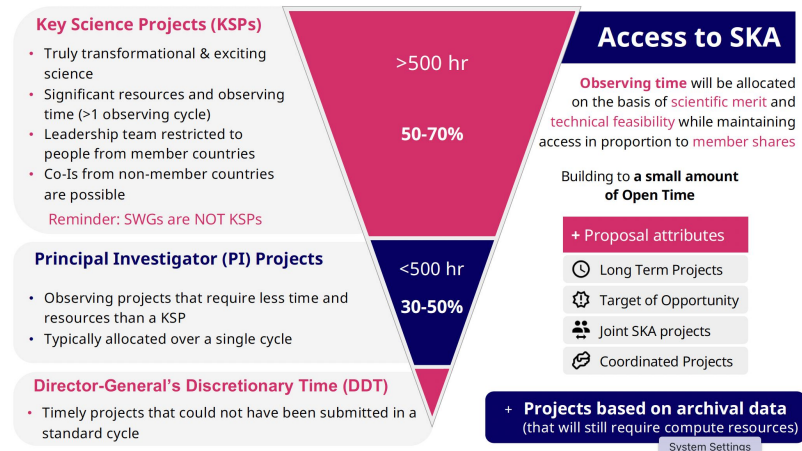 Key Science Projects (KSPs)
• Truly transformational & exciting
science
• Significant resources and observing
time (>1 observing cycle)
• Leadership team restricted to
people from member countries
• Co-Is from non-member countries
are possible
Reminder: SWGs are NOT KSPs
>500 hr
50-70%
Principal Investigator (PI) Projects
• Observing projects that require less time and
resources than a KSP
• Typically allocated over a single cycle
<500 hr
30-50%
Director-General’s Discretionary Time (DDT)
• Timely projects that could not have been submitted in a
standard cycle
Access to SKA
Observing time will be allocated
on the basis of scientific merit and
technical feasibility while maintaining
access in proportion to member shares
Building to a small amount
of Open Time
+ Proposal attributes
Long Term Projects
Target of Opportunity
Joint SKA projects
Coordinated Projects
+ Projects based on archival data
(that will still require compute resources)
System Settings